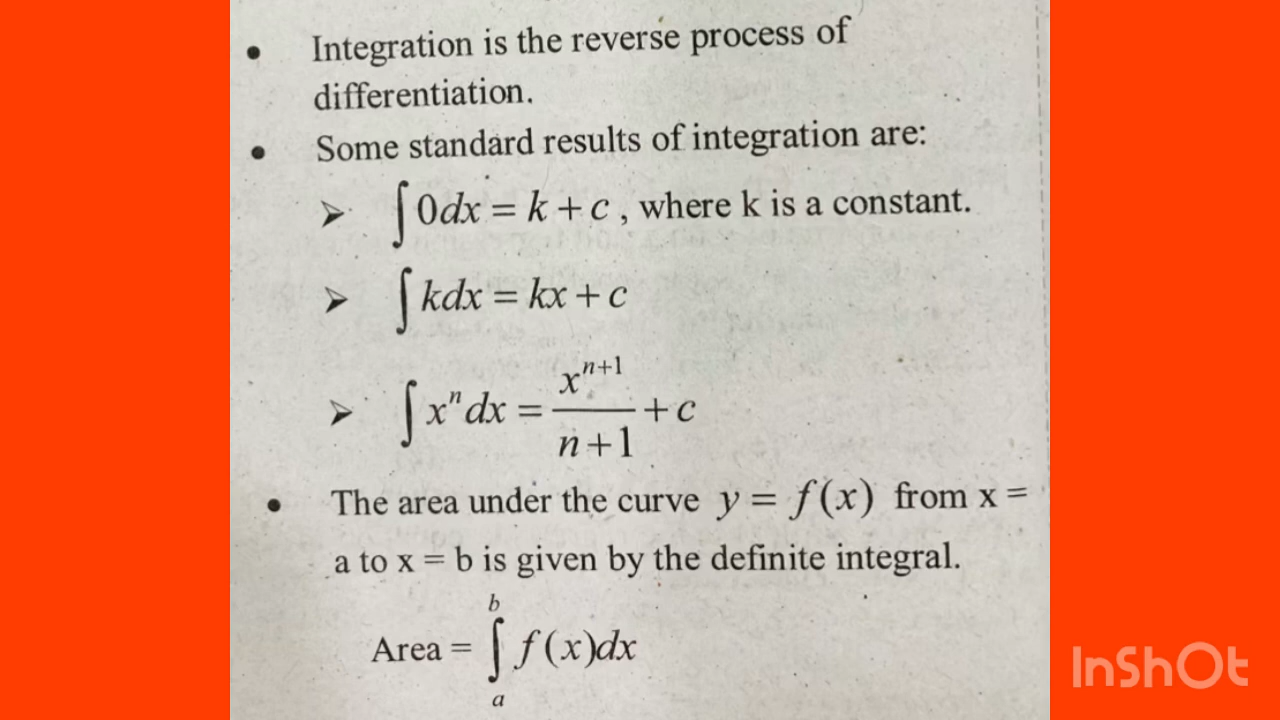 • Integration is the reverse process of
differentiation.
• Some standard results of integration are:
➢ ∫0dx = k + c , where k is a constant.
➢ ∫kdx = kx + c
➢ ∫xⁿdx = xⁿ⁺¹/n+1 + c
• The area under the curve y = f(x) from x =
a to x = b is given by the definite integral.
Area = ∫ₐᵇ f(x)dx
InShOt